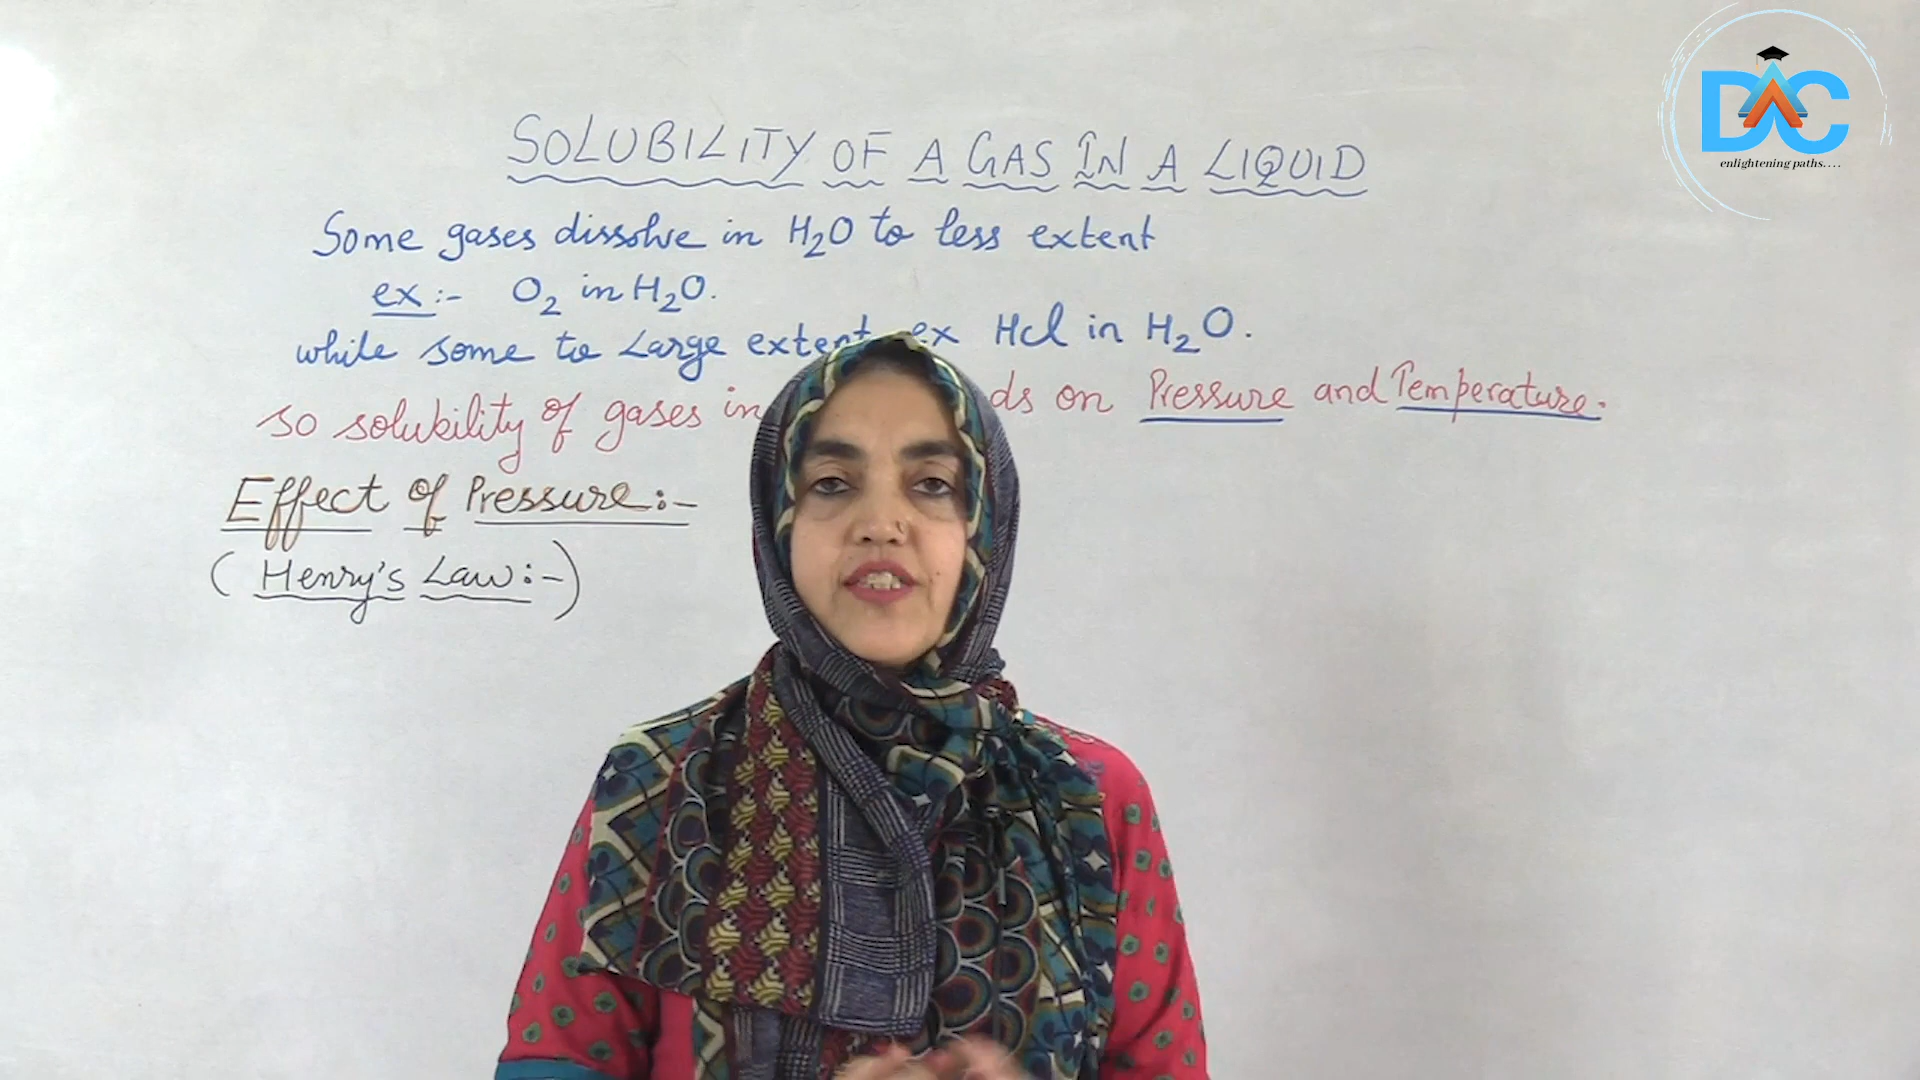 DAC
enlightening paths....
SOLUBILITY OF A GAS IN A LIQUID
Some gases dissolve in H2O to less extent
ex:- O2 in H2O.
while some to Large extent ex Hcl in H2O.
so solubility of gases in ds on Pressure and Temperature.
Effect of Pressure:-
(Henry's Law:-)